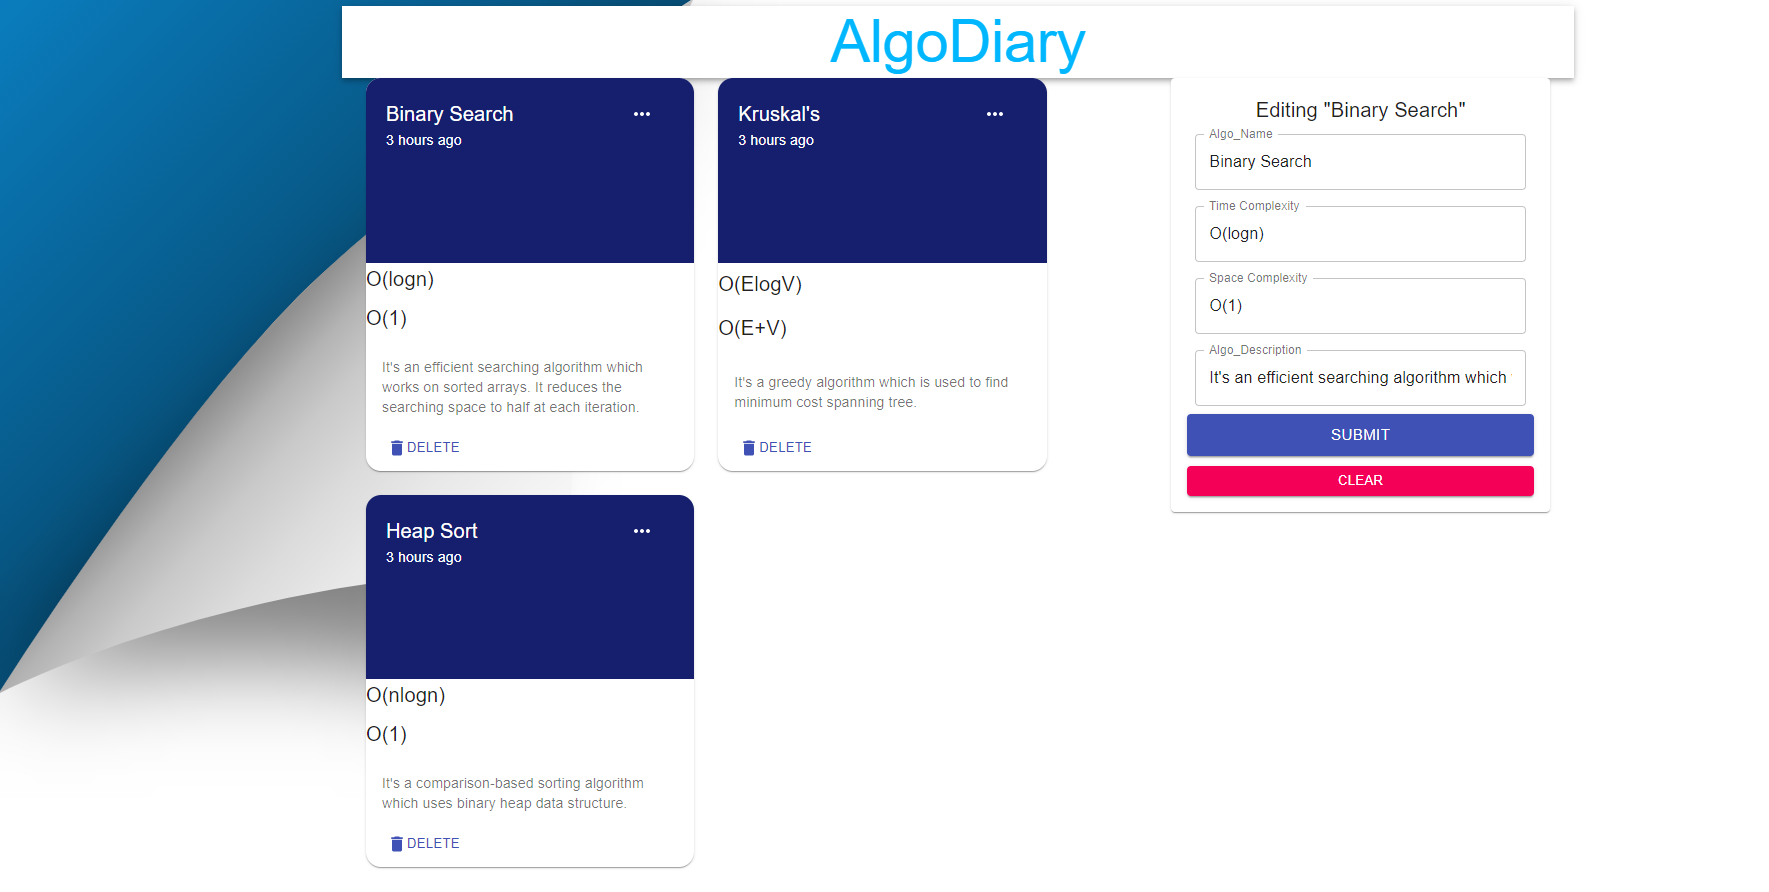 AlgoDiary
Binary Search
3 hours ago
O(logn)
O(1)
It's an efficient searching algorithm which
works on sorted arrays. It reduces the
searching space to half at each iteration.
DELETE
Kruskal's
3 hours ago
O(ElogV)
O(E+V)
It's a greedy algorithm which is used to find
minimum cost spanning tree.
DELETE
Heap Sort
3 hours ago
O(nlogn)
O(1)
It's a comparison-based sorting algorithm
which uses binary heap data structure.
DELETE
Editing "Binary Search"
Algo_Name
Binary Search
Time Complexity
O(logn)
Space Complexity
O(1)
Algo_Description
It's an efficient searching algorithm which
SUBMIT
CLEAR